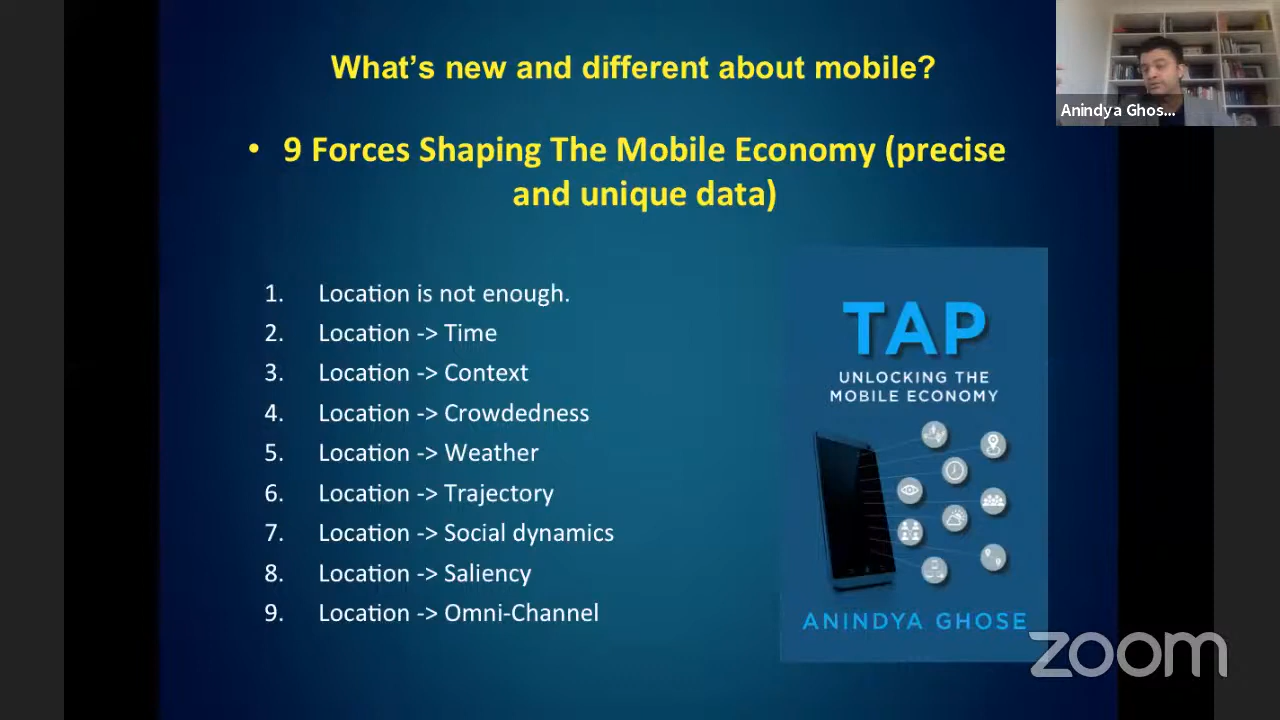 What's new and different about mobile?
Anindya Ghos...
• 9 Forces Shaping The Mobile Economy (precise
and unique data)
1. Location is not enough.
2. Location -> Time
3. Location -> Context
4. Location -> Crowdedness
5. Location -> Weather
6. Location -> Trajectory
7. Location -> Social dynamics
8. Location -> Saliency
9. Location -> Omni-Channel
TAP
UNLOCKING THE
MOBILE ECONOMY
ANINDYA GHOSE
zoom